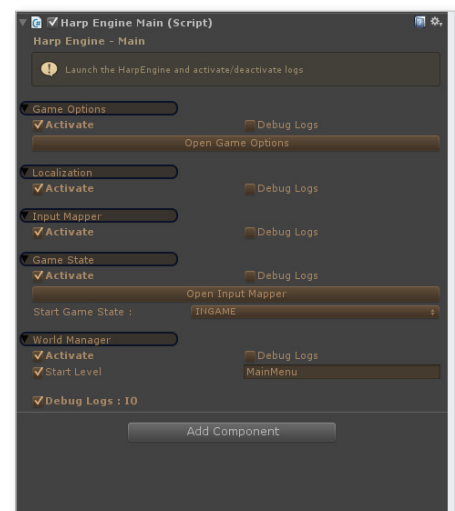 Harp Engine Main (Script)
Harp Engine - Main
Launch the HarpEngine and activate/deactivate logs
Game Options
Activate Debug Logs
Open Game Options
Localization
Activate Debug Logs
Input Mapper
Activate Debug Logs
Game State
Activate Debug Logs
Open Input Mapper
Start Game State : INGAME
World Manager
Activate Debug Logs
Start Level MainMenu
Debug Logs : IO
Add Component